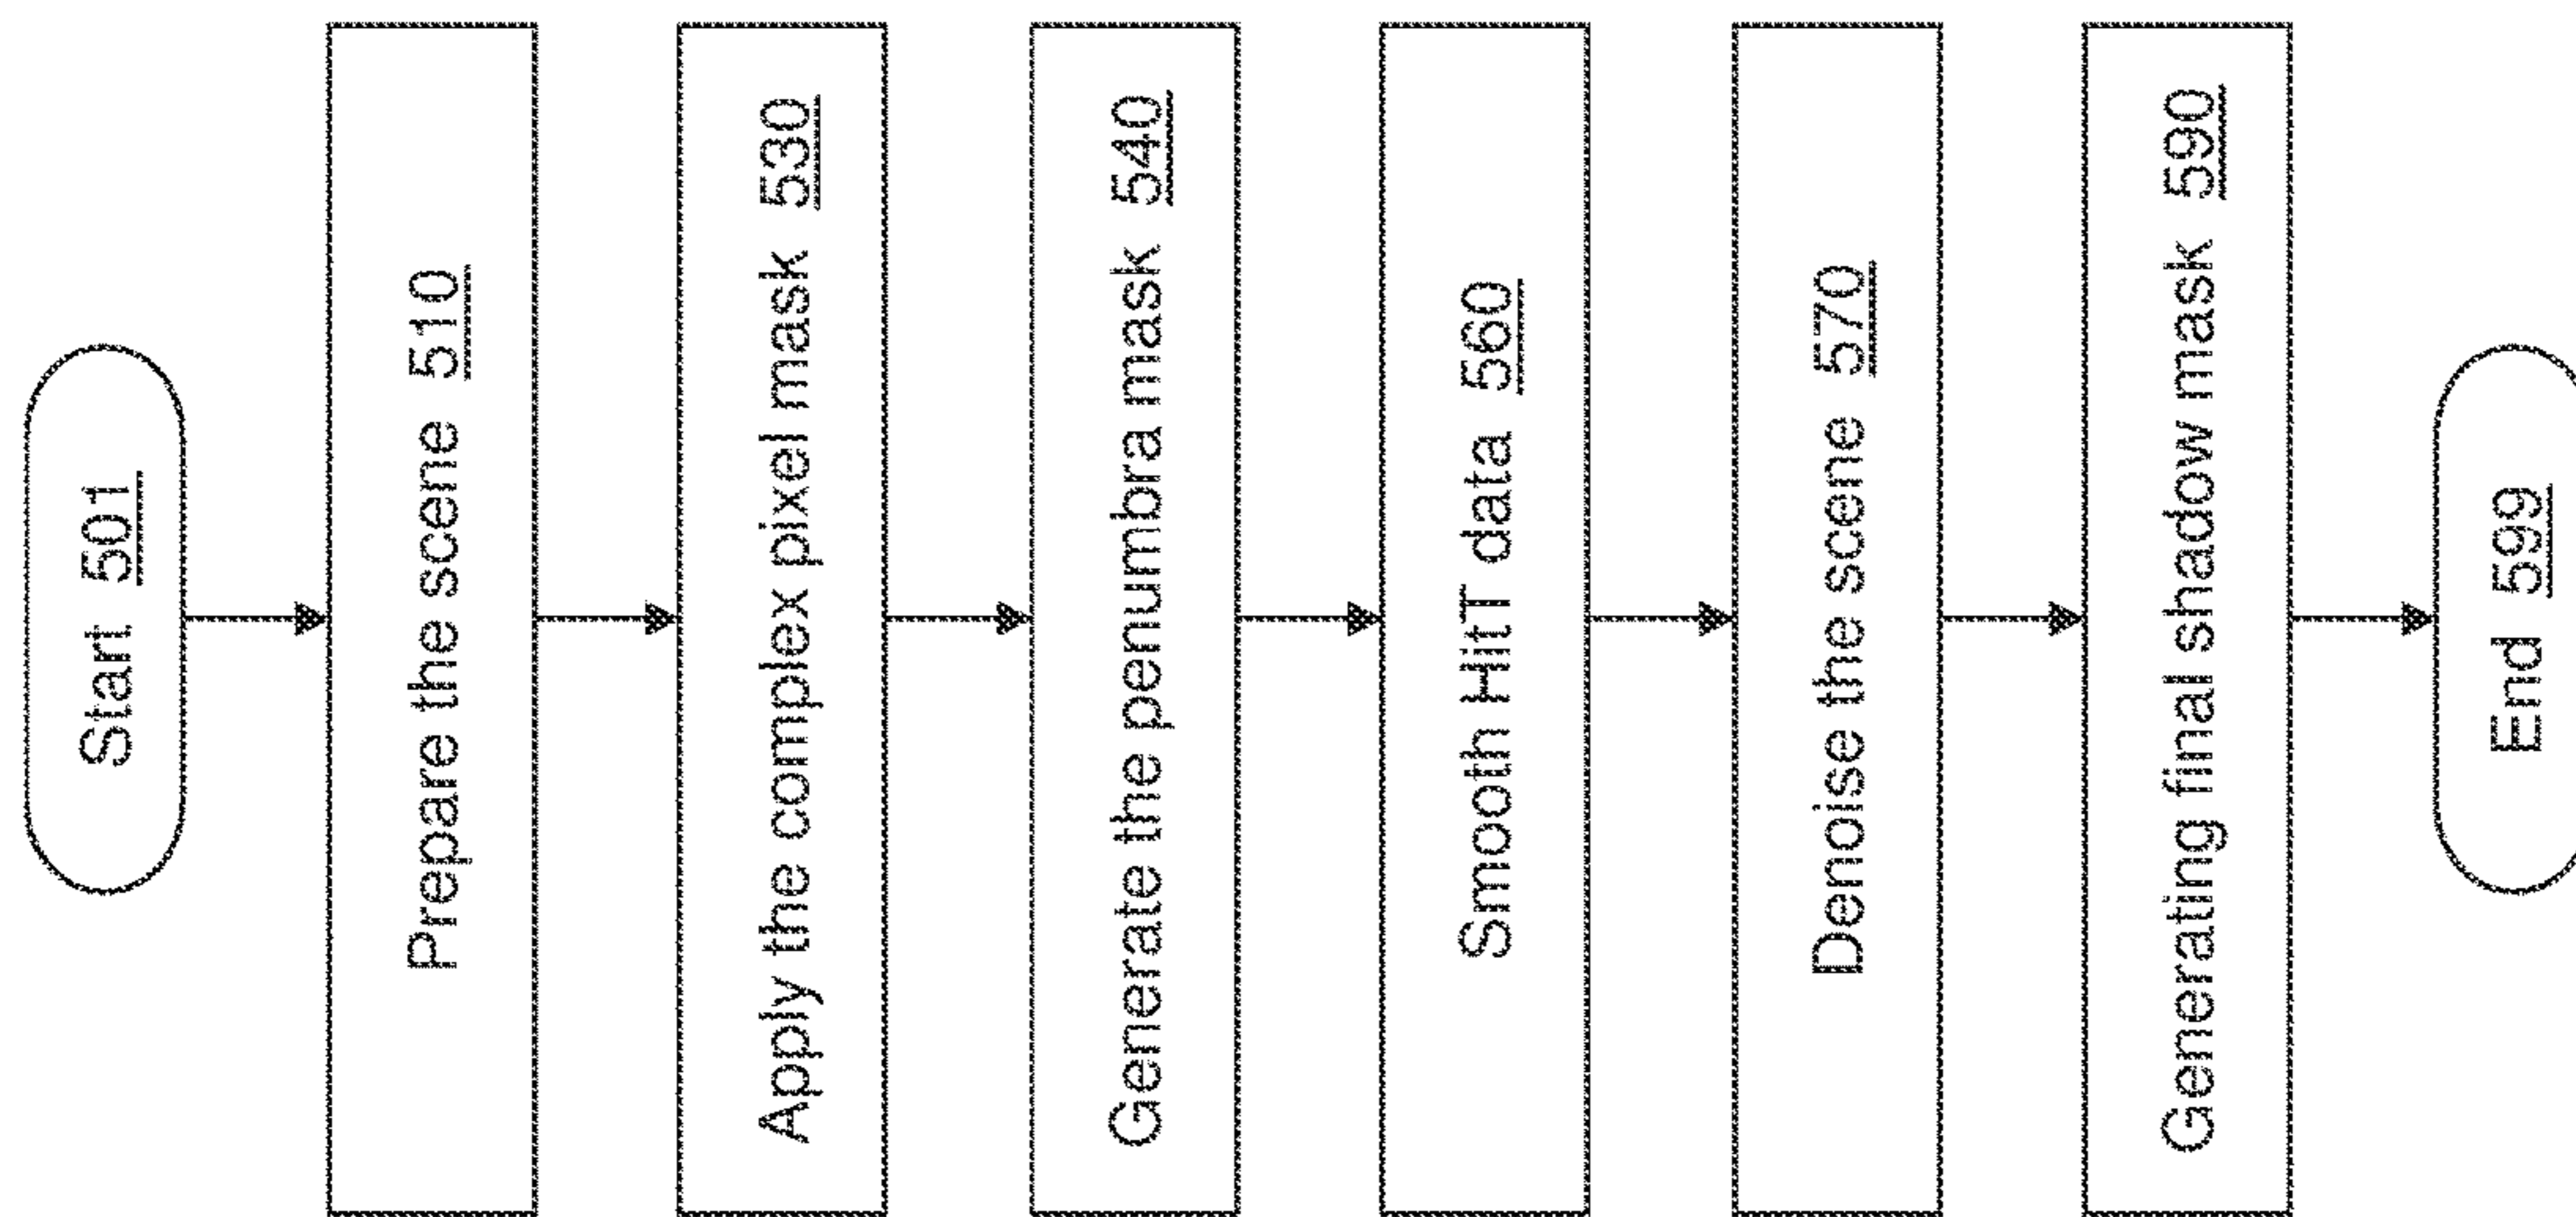 Start 501
Prepare the scene 510
Apply the complex pixel mask 530
Generate the penumbra mask 540
Smooth HitT data 560
Denoise the scene 570
Generating final shadow mask 590
End 599